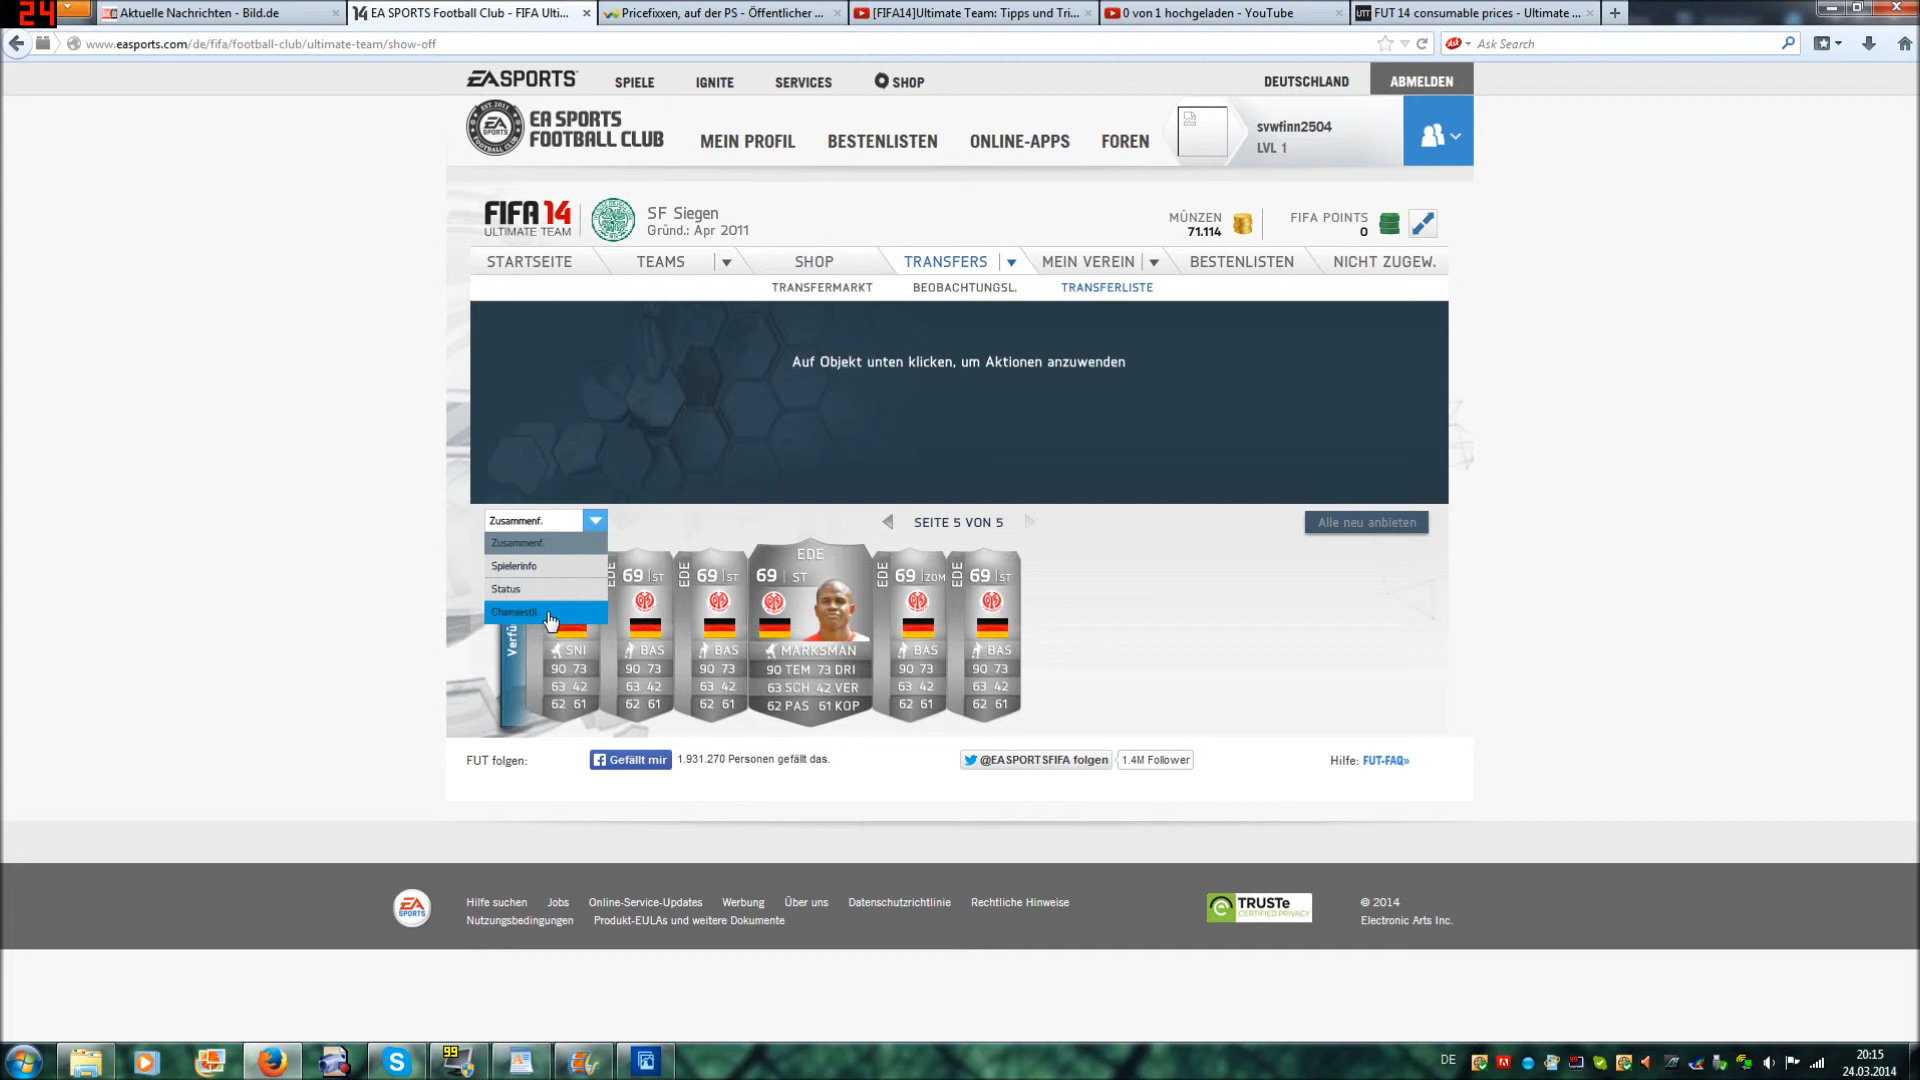 24
Aktuelle Nachrichten - Bild.de
EA SPORTS Football Club - FIFA Ulti...
Pricefixxen, auf der PS - Öffentlicher ...
[FIFA14]Ultimate Team: Tipps und Tri...
0 von 1 hochgeladen - YouTube
FUT 14 consumable prices - Ultimate ...
www.easports.com/de/fifa/football-club/ultimate-team/show-off
Ask Search
EA SPORTS
SPIELE
IGNITE
SERVICES
SHOP
DEUTSCHLAND
ABMELDEN
EA SPORTS
FOOTBALL CLUB
MEIN PROFIL
BESTENLISTEN
ONLINE-APPS
FOREN
svwfinn2504
LVL 1
FIFA 14
ULTIMATE TEAM
SF Siegen
Gründ.: Apr 2011
MÜNZEN
71.114
FIFA POINTS
0
STARTSEITE
TEAMS
SHOP
TRANSFERS
MEIN VEREIN
BESTENLISTEN
NICHT ZUGEW.
TRANSFERMARKT
BEOBACHTUNGSL.
TRANSFERLISTE
Auf Objekt unten klicken, um Aktionen anzuwenden
Zusammenf.
SEITE 5 VON 5
Alle neu anbieten
Zusammenf.
Spielerinfo
Status
Chemiestil
SNI
90 73
63 42
62 61
EDE
69 ST
BAS
90 73
63 42
62 61
EDE
69 ST
BAS
90 73
63 42
62 61
EDE
69 ST
MARKSMAN
90 TEM 73 DRI
63 SCH 42 VER
62 PAS 61 KOP
EDE
69 ZOM
BAS
90 73
63 42
62 61
EDE
69 ST
BAS
90 73
63 42
62 61
FUT folgen:
Gefällt mir
1.931.270 Personen gefällt das.
@EASPORTSFIFA folgen
1.4M Follower
Hilfe: FUT-FAQ»
EA SPORTS
Hilfe suchen
Jobs
Online-Service-Updates
Werbung
Über uns
Datenschutzrichtlinie
Rechtliche Hinweise
Nutzungsbedingungen
Produkt-EULAs und weitere Dokumente
TRUSTe
CERTIFIED PRIVACY
© 2014
Electronic Arts Inc.
99
DE
20:15
24.03.2014